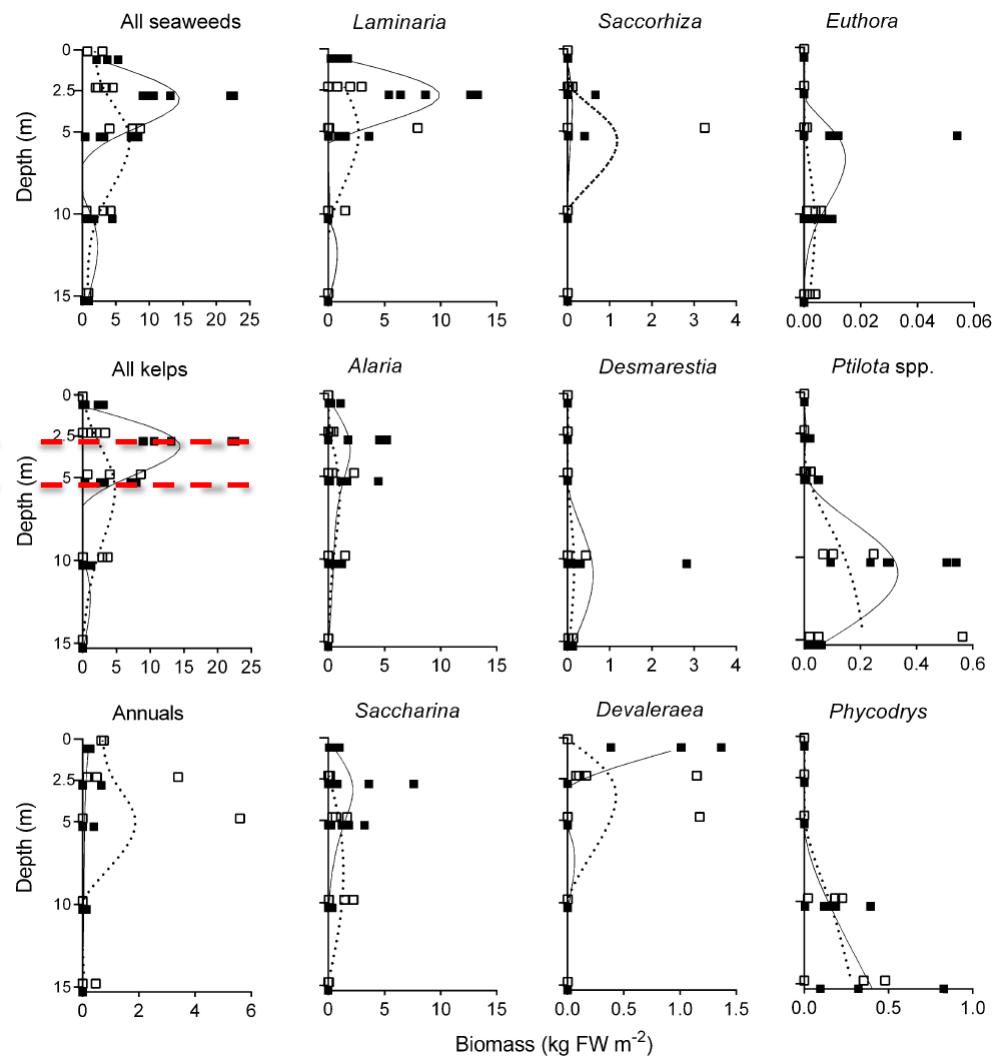 All seaweeds
Laminaria
Saccorhiza
Euthora
Depth (m)
0
2.5
5
10
15
0 5 10 15 20 25
0 5 10 15
0 1 2 3 4
0.00 0.02 0.04 0.06
All kelps
Alaria
Desmarestia
Ptilota spp.
Depth (m)
0
2.5
5
10
15
0 5 10 15 20 25
0 5 10 15
0 1 2 3 4
0.0 0.2 0.4 0.6
Annuals
Saccharina
Devaleraea
Phycodrys
Depth (m)
0
2.5
5
10
15
0 2 4 6
0 5 10 15
0.0 0.5 1.0 1.5
0.0 0.5 1.0
Biomass (kg FW m⁻²)